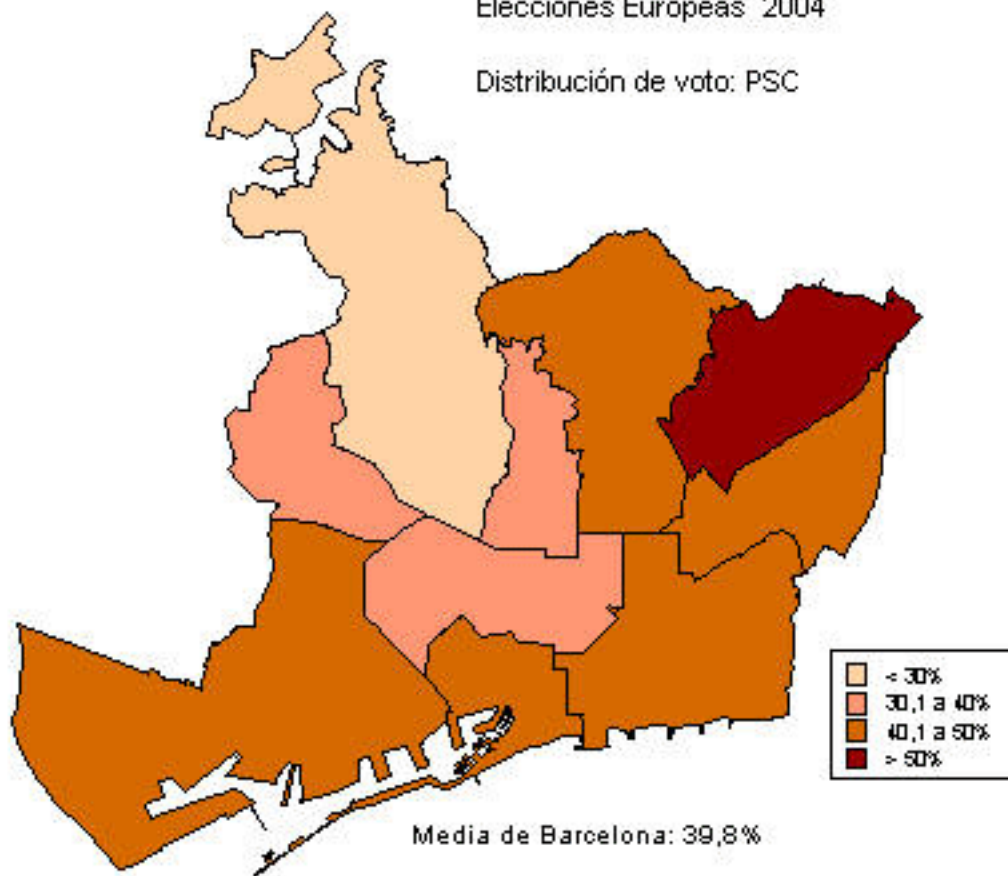 Elecciones Europeas 2004
Distribución de voto: PSC
< 30%
30,1 a 40%
40,1 a 50%
> 50%
Media de Barcelona: 39,8%